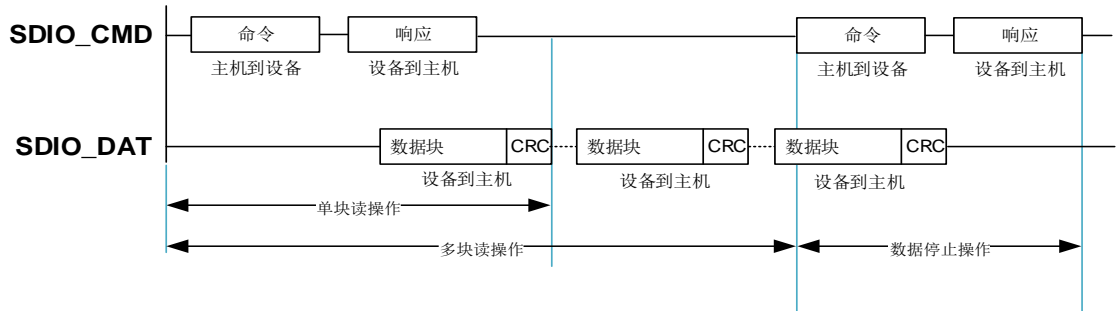 SDIO_CMD
命令
响应
命令
响应
主机到设备
设备到主机
主机到设备
设备到主机
SDIO_DAT
数据块
CRC
数据块
CRC
数据块
CRC
设备到主机
设备到主机
设备到主机
单块读操作
多块读操作
数据停止操作